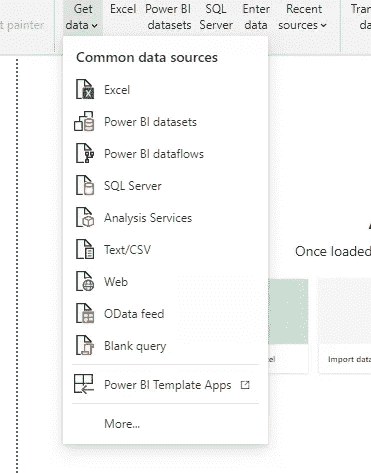 Get Excel Power BI SQL Enter Recent
painter data datasets Server data sources
Common data sources
Excel
Power BI datasets
Power BI dataflows
SQL Server
Analysis Services
Text/CSV
Web
OData feed
Blank query
Power BI Template Apps
More...
Once loaded
Import data